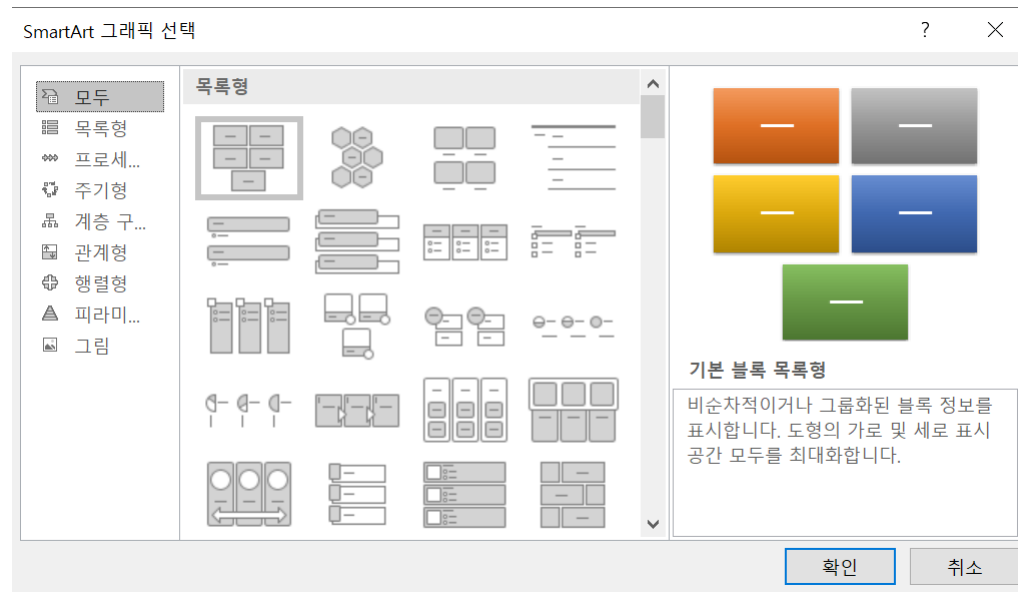 SmartArt 그래픽 선택
?
모두
목록형
프로세...
주기형
계층 구...
관계형
행렬형
피라미...
그림
목록형
기본 블록 목록형
비순차적이거나 그룹화된 블록 정보를
표시합니다. 도형의 가로 및 세로 표시
공간 모두를 최대화합니다.
확인
취소